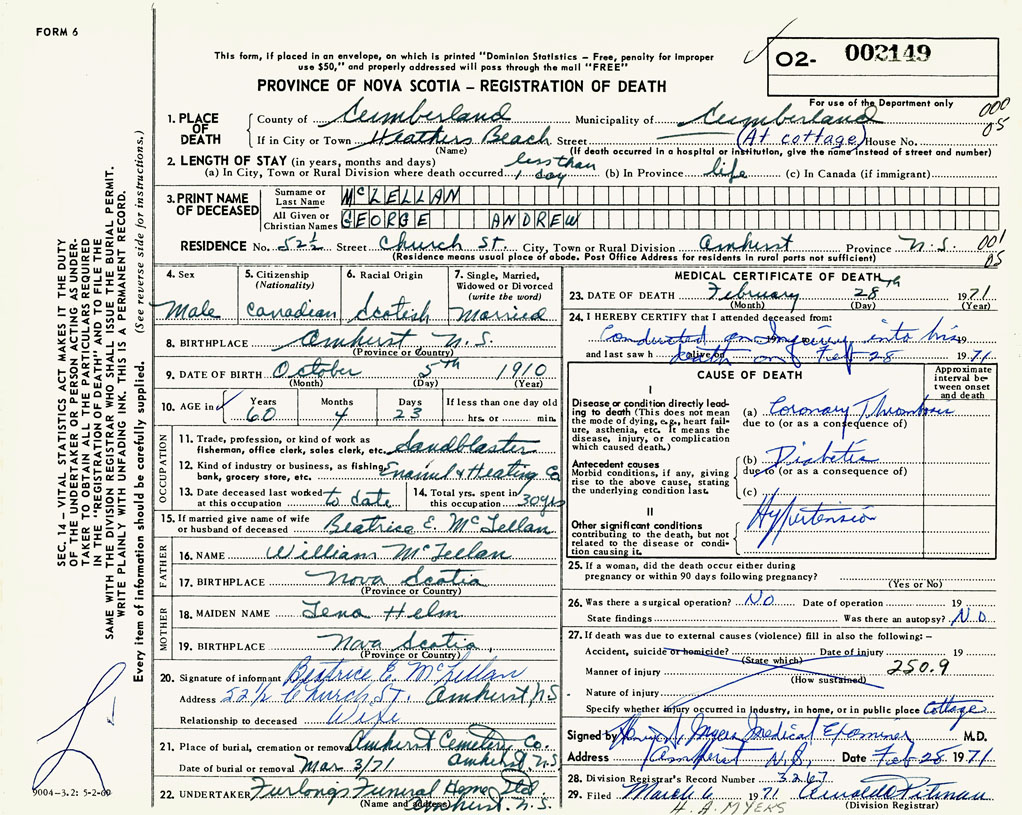 FORM 6
This form, if placed in an envelope, on which is printed "Dominion Statistics – Free, penalty for improper
use $50," and properly addressed will pass through the mail "FREE"
02- 002149
For use of the Department only
PROVINCE OF NOVA SCOTIA – REGISTRATION OF DEATH
000
05
1. PLACE OF DEATH
County of Cumberland Municipality of Cumberland
If in City or Town Heathers Beach Street (At cottage) House No.
(Name) (If death occurred in a hospital or institution, give the name instead of street and number)
2. LENGTH OF STAY (in years, months and days)
(a) In City, Town or Rural Division where death occurred less than 1 day (b) In Province life (c) In Canada (if immigrant)
3. PRINT NAME OF DECEASED
Surname or Last Name McLELLAN
All Given or Christian Names GEORGE ANDREW
RESIDENCE No. 52½ Street Church St. City, Town or Rural Division Amherst Province N.S. 001
05
(Residence means usual place of abode. Post Office Address for residents in rural parts not sufficient)
4. Sex
Male
5. Citizenship
(Nationality)
Canadian
6. Racial Origin
Scotish
7. Single, Married,
Widowed or Divorced
(write the word)
Married
8. BIRTHPLACE Amherst N.S.
(Province or Country)
9. DATE OF BIRTH October 5th 1910
(Month) (Day) (Year)
10. AGE in
Years Months Days If less than one day old
60 4 23 hrs. or min.
OCCUPATION
11. Trade, profession, or kind of work as
fisherman, office clerk, sales clerk, etc. Sandblaster
12. Kind of industry or business, as fishing,
bank, grocery store, etc. Enamel & Heating Co
13. Date deceased last worked
at this occupation to date
14. Total yrs. spent in
this occupation 30 yrs
15. If married give name of wife
or husband of deceased Beatrice E. McLellan
FATHER
16. NAME William McLellan
17. BIRTHPLACE Nova Scotia
(Province or Country)
MOTHER
18. MAIDEN NAME Lena Helm
19. BIRTHPLACE Nova Scotia
(Province or Country)
20. Signature of informant Beatrice E. McLellan
Address 52½ Church St. Amherst, N.S
Relationship to deceased Wife
21. Place of burial, cremation or removal Amherst Cemetery Co.
Amherst, N.S.
Date of burial or removal Mar 3/71
22. UNDERTAKER Furlong Funeral Home Ltd
(Name and address) Amherst. N.S.
MEDICAL CERTIFICATE OF DEATH
23. DATE OF DEATH February 28th 1971
(Month) (Day) (Year)
24. I HEREBY CERTIFY that I attended deceased from:
Conducted an Inquiry into his 19
and last saw h alive on death on Feb 28 1971
CAUSE OF DEATH
Approximate
interval be-
tween onset
and death
I
Disease or condition directly lead-
ing to death (This does not mean
the mode of dying, e.g., heart fail-
ure, asthenia, etc. It means the
disease, injury, or complication
which caused death.)
(a) Coronary Thrombosis
due to (or as a consequence of)
Antecedent causes
Morbid conditions, if any, giving
rise to the above cause, stating
the underlying condition last.
(b) Diabetes
due to (or as a consequence of)
(c)
II
Other significant conditions
contributing to the death, but not
related to the disease or condi-
tion causing it.
Hypertension
25. If a woman, did the death occur either during
pregnancy or within 90 days following pregnancy?
(Yes or No)
26. Was there a surgical operation? No Date of operation 19
State findings Was there an autopsy? No
27. If death was due to external causes (violence) fill in also the following: –
Accident, suicide or homicide? Date of injury 19
(State which)
Manner of injury 250.9
(How sustained)
Nature of injury
Specify whether injury occurred in industry, in home, or in public place Cottage
Signed by Myers Medical Examiner M.D.
Address Amherst N.S. Date Feb 28 1971
28. Division Registrar's Record Number 3267
29. Filed March 6 1971 Pitman
(Division Registrar)
H. A. MYERS
SEC. 14 – VITAL STATISTICS ACT MAKES IT THE DUTY
OF THE UNDERTAKER OR PERSON ACTING AS UNDER-
TAKER TO OBTAIN ALL THE PARTICULARS REQUIRED
IN THE "REGISTRATION OF DEATH" AND TO FILE THE
SAME WITH THE DIVISION REGISTRAR WHO SHALL ISSUE THE BURIAL PERMIT.
WRITE PLAINLY WITH UNFADING INK. THIS IS A PERMANENT RECORD.
Every item of information should be carefully supplied. (See reverse side for instructions.)
9004-3.2: 5-2-60